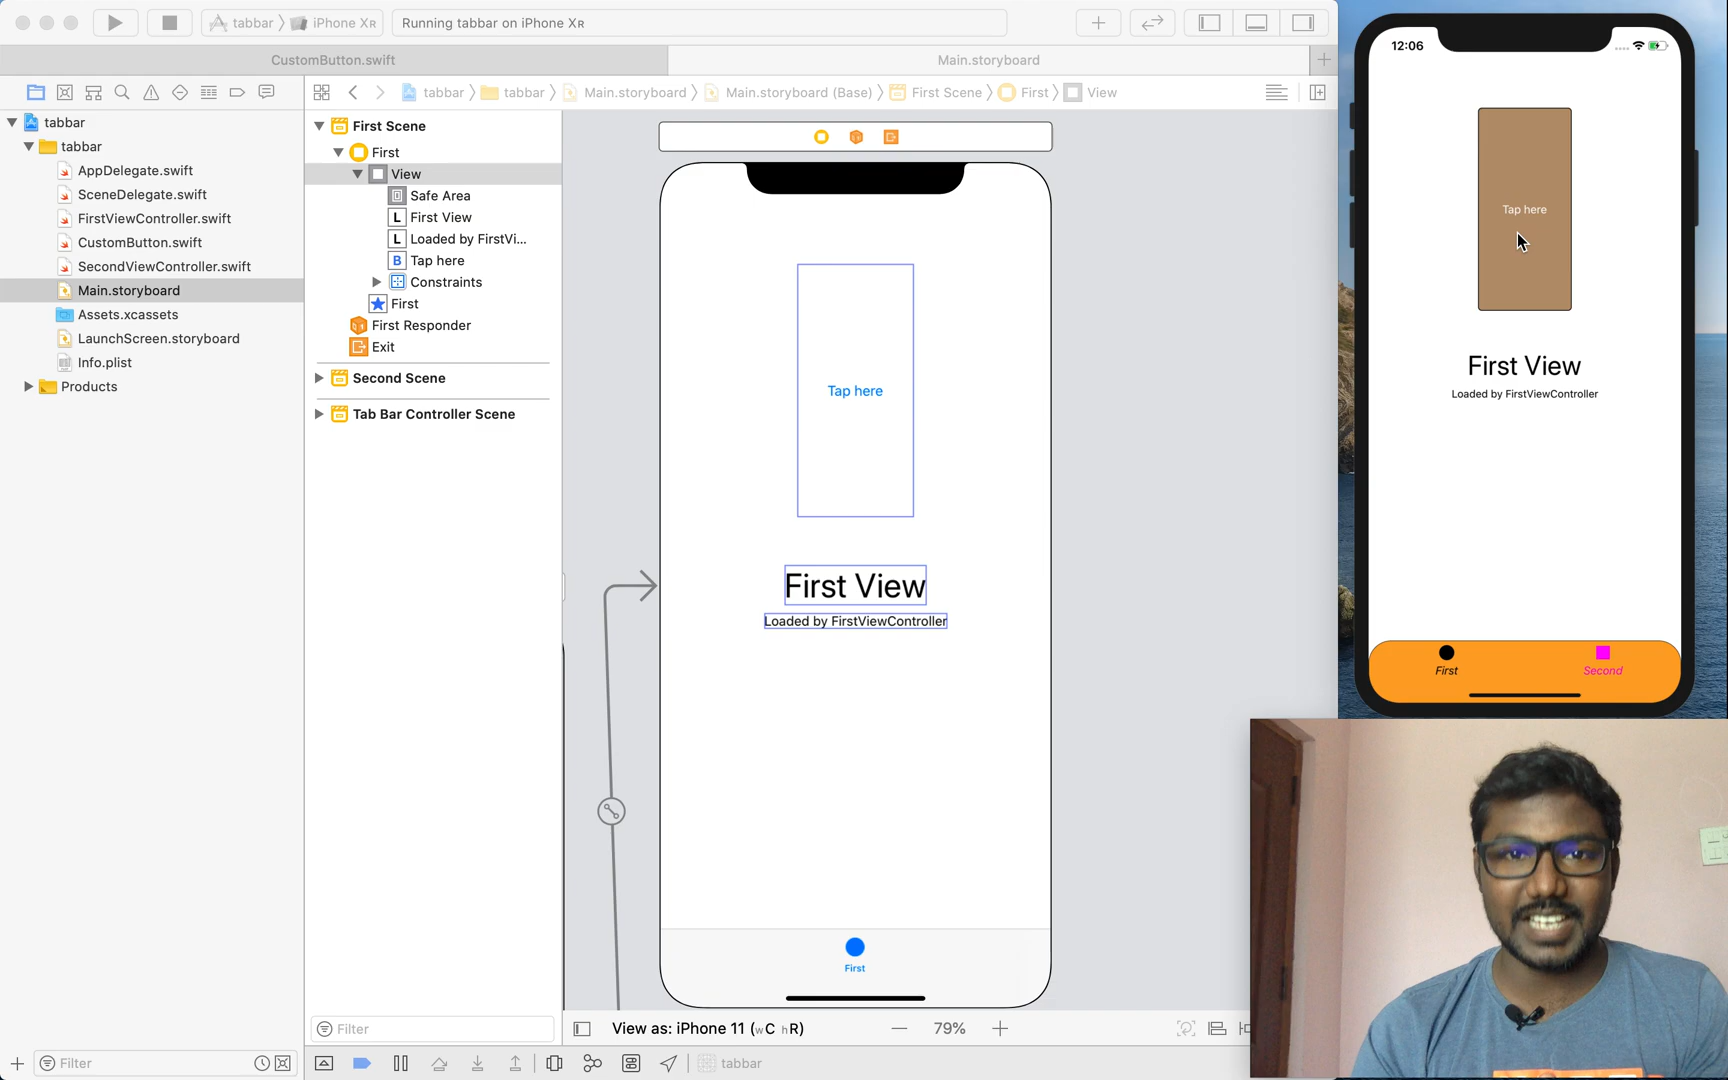 tabbar
iPhone XR
Running tabbar on iPhone XR
CustomButton.swift
Main.storyboard
tabbar
tabbar
Main.storyboard
Main.storyboard (Base)
First Scene
First
View
tabbar
tabbar
AppDelegate.swift
SceneDelegate.swift
FirstViewController.swift
CustomButton.swift
SecondViewController.swift
Main.storyboard
Assets.xcassets
LaunchScreen.storyboard
Info.plist
Products
First Scene
First
View
Safe Area
L First View
L Loaded by FirstVi...
B Tap here
Constraints
First
First Responder
Exit
Second Scene
Tab Bar Controller Scene
Tap here
First View
Loaded by FirstViewController
First
12:06
Tap here
First View
Loaded by FirstViewController
First
Second
Filter
View as: iPhone 11 (wC hR)
79%
Filter
tabbar